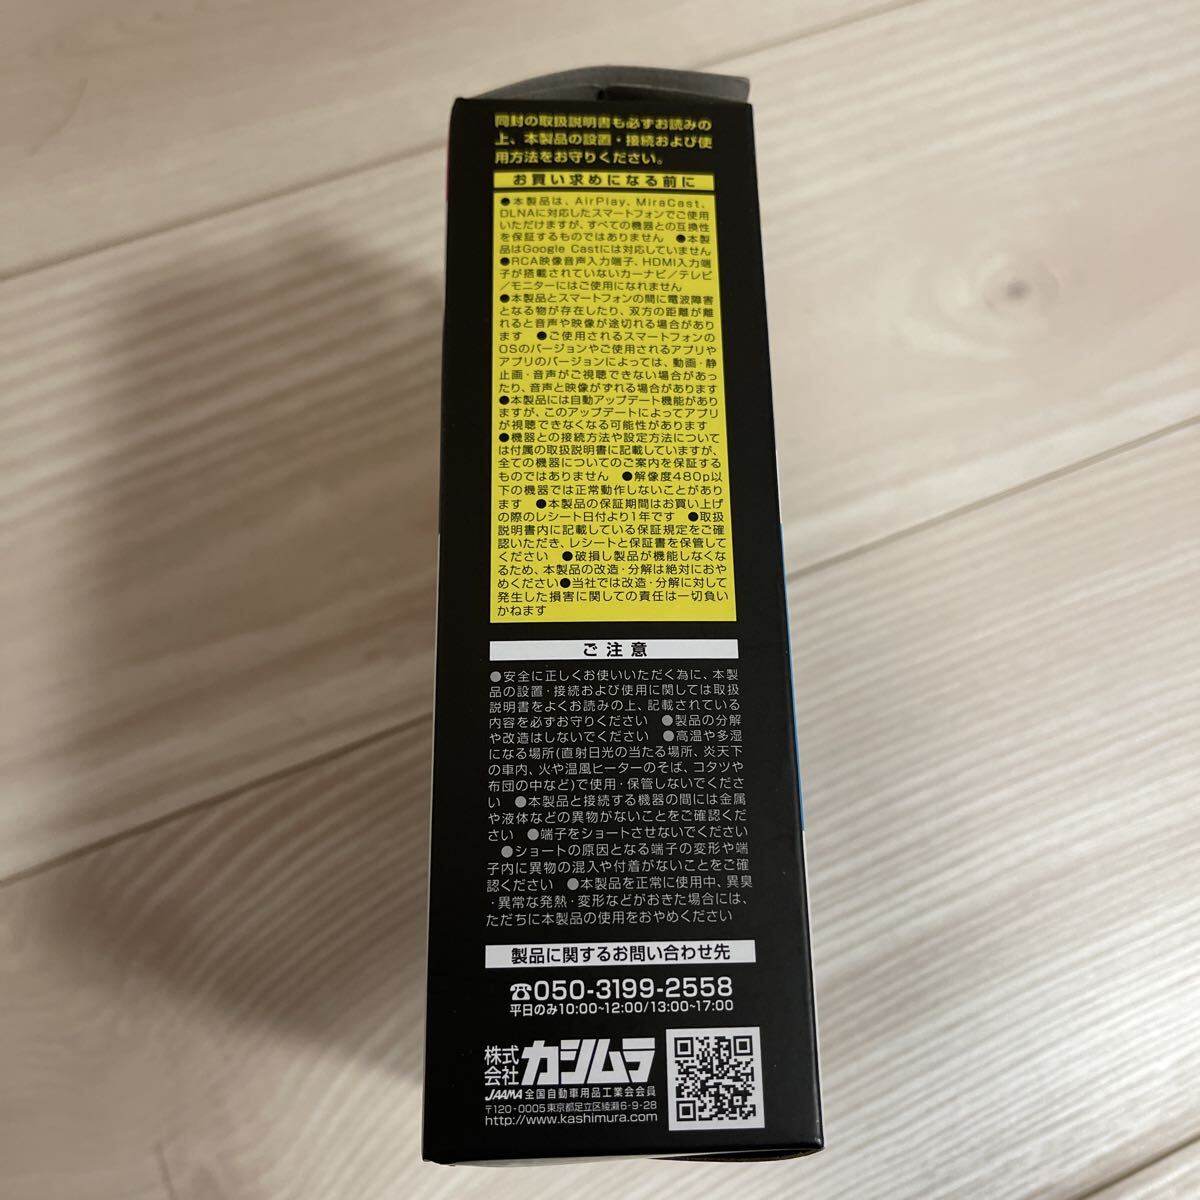 同封の取扱説明書も必ずお読みの
上、本製品の設置・接続および使
用方法をお守りください。
お買い求めになる前に
●本製品は、AirPlay、MiraCast、
DLNAに対応したスマートフォンでご使用
いただけますが、すべての機器との互換性
を保証するものではありません ●本製
品はGoogle Castには対応していません
●RCA映像音声入力端子、HDMI入力端
子が搭載されていないカーナビ／テレビ
／モニターにはご使用になれません
●本製品とスマートフォンの間に電波障害
となる物が存在したり、双方の距離が離
れると音声や映像が途切れる場合があり
ます ●ご使用されるスマートフォンの
OSのバージョンやご使用されるアプリや
アプリのバージョンによっては、動画・静
止画・音声がご視聴できない場合があっ
たり、音声と映像がずれる場合があります
●本製品には自動アップデート機能があり
ますが、このアップデートによってアプリ
が視聴できなくなる可能性があります
●機器との接続方法や設定方法について
は付属の取扱説明書に記載していますが、
全ての機器についてのご案内を保証する
ものではありません ●解像度480p以
下の機器では正常動作しないことがあり
ます ●本製品の保証期間はお買い上げ
の際のレシート日付より1年です ●取扱
説明書内に記載している保証規定をご確
認いただき、レシートと保証書を保管して
ください ●破損し製品が機能しなくな
るため、本製品の改造・分解は絶対におや
めください●当社では改造・分解に対して
発生した損害に関しての責任は一切負い
かねます
ご注意
●安全に正しくお使いいただく為に、本製
品の設置・接続および使用に関しては取扱
説明書をよくお読みの上、記載されている
内容を必ずお守りください ●製品の分解
や改造はしないでください ●高温や多湿
になる場所(直射日光の当たる場所、炎天下
の車内、火や温風ヒーターのそば、コタツや
布団の中など)で使用・保管しないでくださ
い ●本製品と接続する機器の間には金属
や液体などの異物がないことをご確認くだ
さい ●端子をショートさせないでください
●ショートの原因となる端子の変形や端
子内に異物の混入や付着がないことをご確
認ください ●本製品を正常に使用中、異臭
・異常な発熱・変形などがおきた場合には、
ただちに本製品の使用をおやめください
製品に関するお問い合わせ先
☎050-3199-2558
平日のみ10:00~12:00/13:00~17:00
株式会社 カシムラ
JAAMA 全国自動車用品工業会会員
〒120-0005東京都足立区綾瀬6-9-28
http://www.kashimura.com